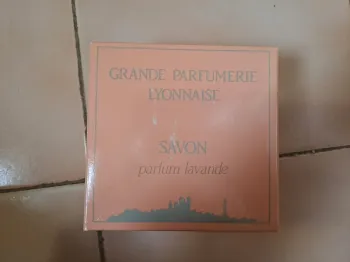 GRANDE PARFUMERIE
LYONNAISE
SAVON
parfum lavande